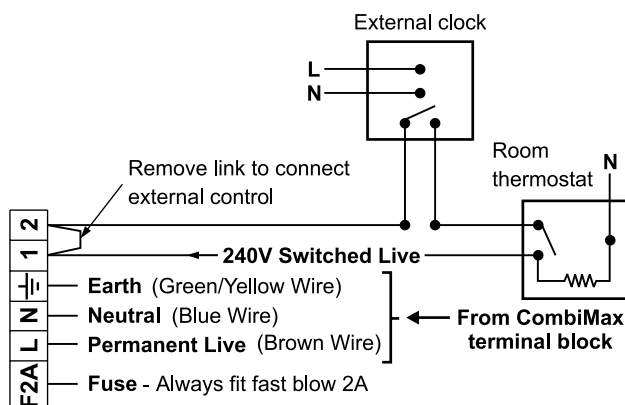 External clock
L
N
Remove link to connect
external control
Room
thermostat
N
2
1
240V Switched Live
Earth (Green/Yellow Wire)
N
Neutral (Blue Wire)
L
Permanent Live (Brown Wire)
From CombiMax
terminal block
F2A
Fuse - Always fit fast blow 2A